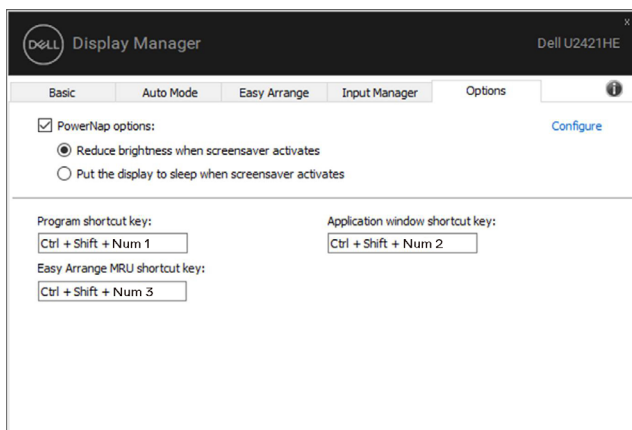 x
DELL Display Manager Dell U2421HE
Basic Auto Mode Easy Arrange Input Manager Options i
PowerNap options: Configure
Reduce brightness when screensaver activates
Put the display to sleep when screensaver activates
Program shortcut key: Application window shortcut key:
Ctrl + Shift + Num 1 Ctrl + Shift + Num 2
Easy Arrange MRU shortcut key:
Ctrl + Shift + Num 3